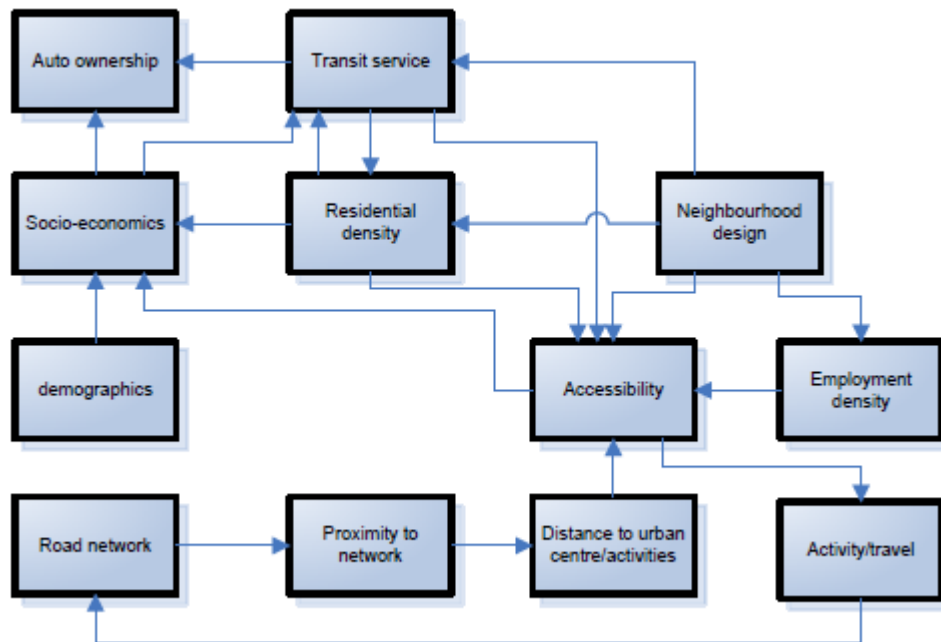 Auto ownership
Transit service
Socio-economics
Residential
density
Neighbourhood
design
demographics
Accessibility
Employment
density
Road network
Proximity to
network
Distance to urban
centre/activities
Activity/travel